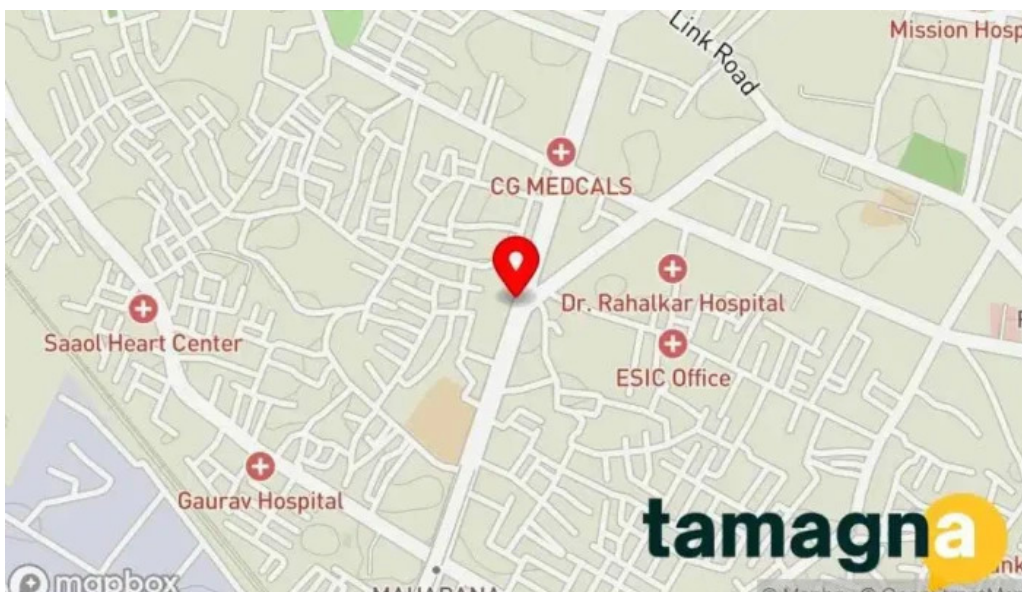 Link Road
Mission Hosp
CG MEDCALS
Dr. Rahalkar Hospital
Saaol Heart Center
ESIC Office
Gaurav Hospital
tamagna
mapbox